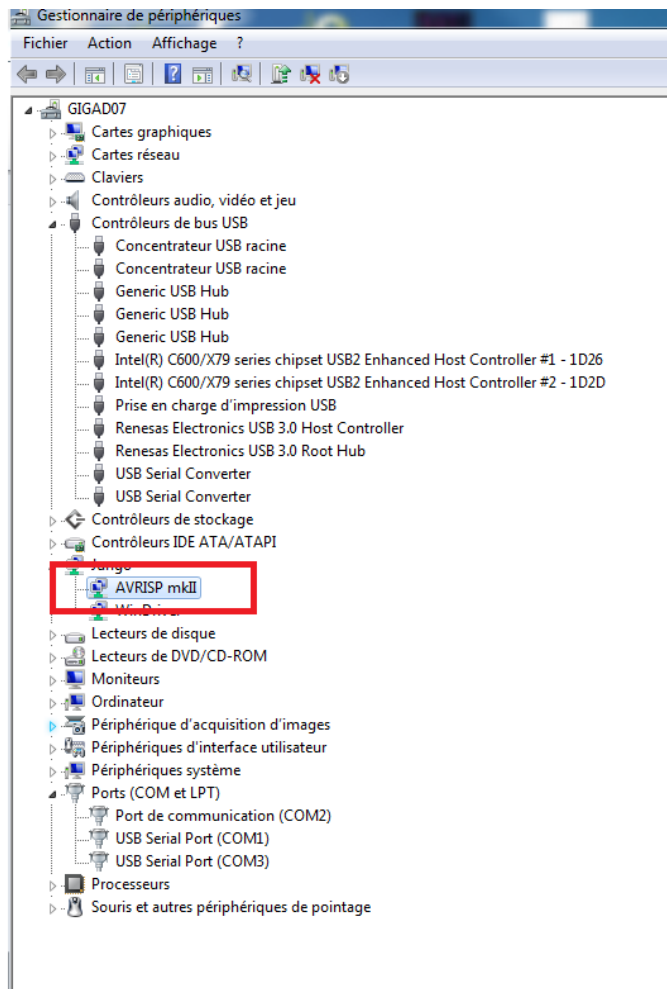 Gestionnaire de périphériques
Fichier Action Affichage ?
GIGAD07
Cartes graphiques
Cartes réseau
Claviers
Contrôleurs audio, vidéo et jeu
Contrôleurs de bus USB
Concentrateur USB racine
Concentrateur USB racine
Generic USB Hub
Generic USB Hub
Generic USB Hub
Intel(R) C600/X79 series chipset USB2 Enhanced Host Controller #1 - 1D26
Intel(R) C600/X79 series chipset USB2 Enhanced Host Controller #2 - 1D2D
Prise en charge d'impression USB
Renesas Electronics USB 3.0 Host Controller
Renesas Electronics USB 3.0 Root Hub
USB Serial Converter
USB Serial Converter
Contrôleurs de stockage
Contrôleurs IDE ATA/ATAPI
Jungo
AVRISP mkII
WinDriver
Lecteurs de disque
Lecteurs de DVD/CD-ROM
Moniteurs
Ordinateur
Périphérique d'acquisition d'images
Périphériques d'interface utilisateur
Périphériques système
Ports (COM et LPT)
Port de communication (COM2)
USB Serial Port (COM1)
USB Serial Port (COM3)
Processeurs
Souris et autres périphériques de pointage